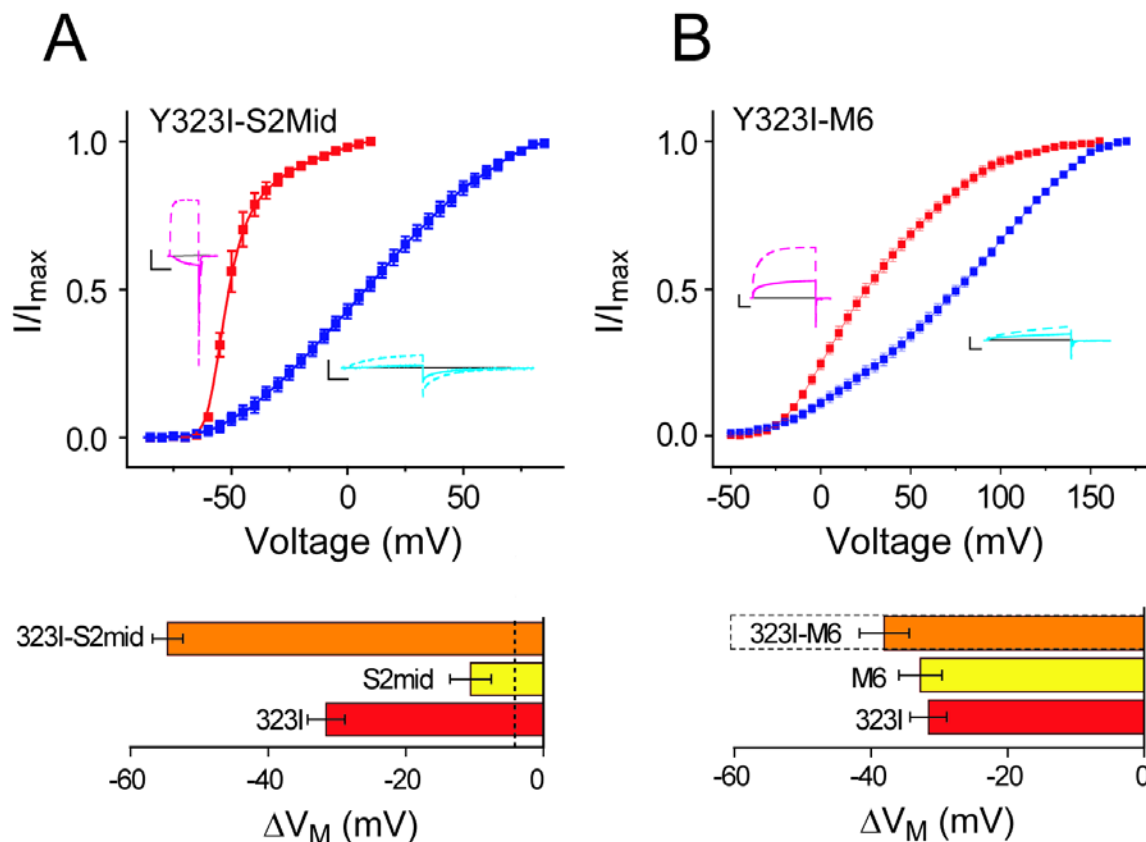 A
Y323I-S2Mid
1.0
0.5
0.0
I/Imax
-50
0
50
Voltage (mV)
323I-S2mid
S2mid
323I
-60
-40
-20
0
ΔVM (mV)
B
Y323I-M6
1.0
0.5
0.0
I/Imax
-50
0
50
100
150
Voltage (mV)
323I-M6
M6
323I
-60
-40
-20
0
ΔVM (mV)